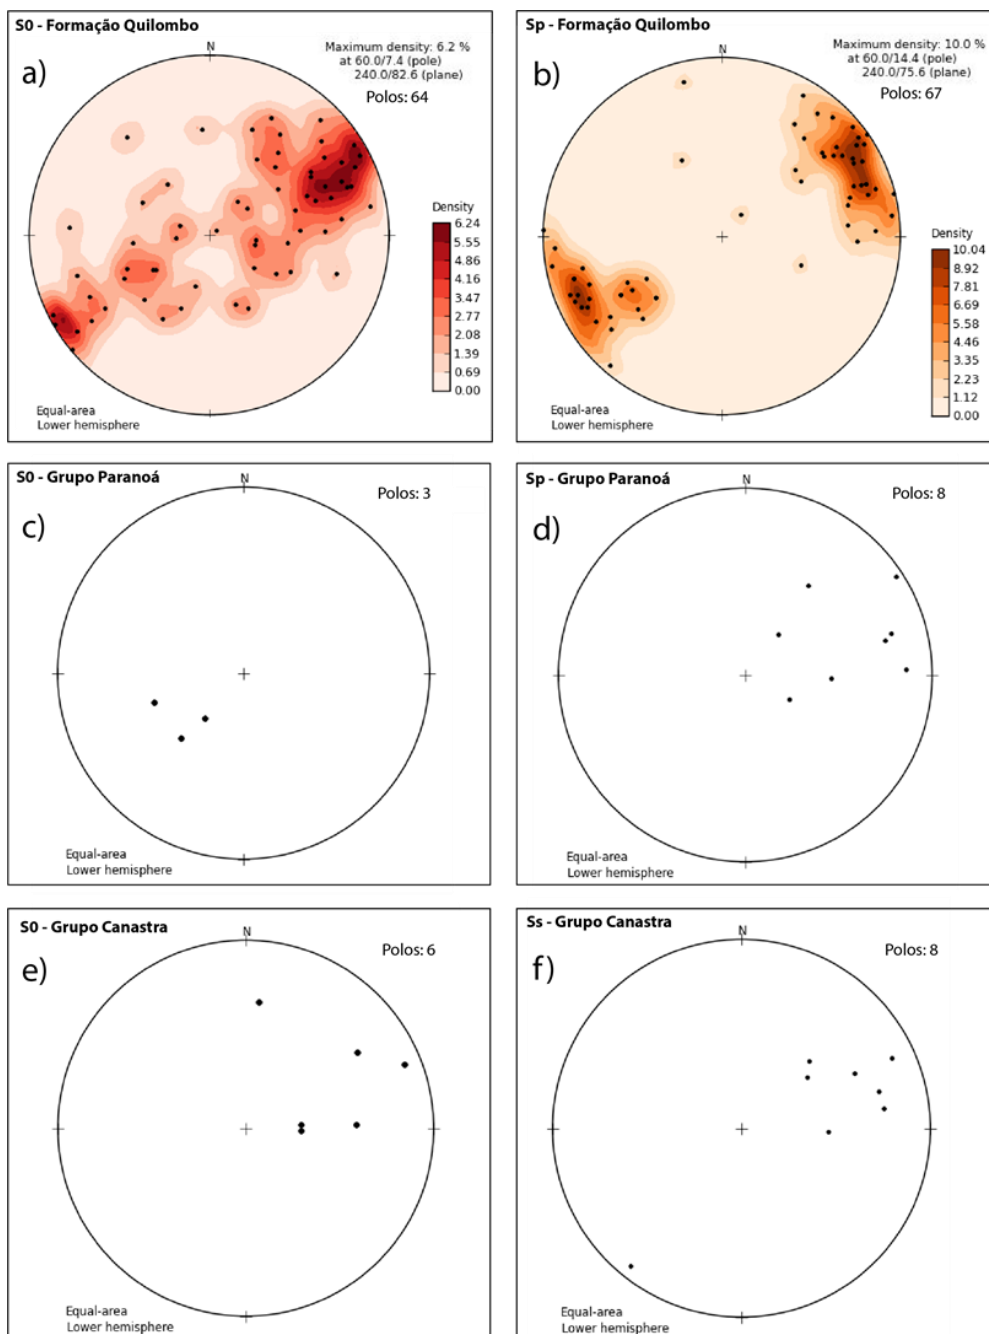 S0 - Formação Quilombo
a)
N
Maximum density: 6.2 %
at 60.0/7.4 (pole)
240.0/82.6 (plane)
Polos: 64
Density
6.24
5.55
4.86
4.16
3.47
2.77
2.08
1.39
0.69
0.00
Equal-area
Lower hemisphere
Sp - Formação Quilombo
b)
N
Maximum density: 10.0 %
at 60.0/14.4 (pole)
240.0/75.6 (plane)
Polos: 67
Density
10.04
8.92
7.81
6.69
5.58
4.46
3.35
2.23
1.12
0.00
Equal-area
Lower hemisphere
S0 - Grupo Paranoá
c)
N
Polos: 3
Equal-area
Lower hemisphere
Sp - Grupo Paranoá
d)
N
Polos: 8
Equal-area
Lower hemisphere
S0 - Grupo Canastra
e)
N
Polos: 6
Equal-area
Lower hemisphere
Ss - Grupo Canastra
f)
N
Polos: 8
Equal-area
Lower hemisphere